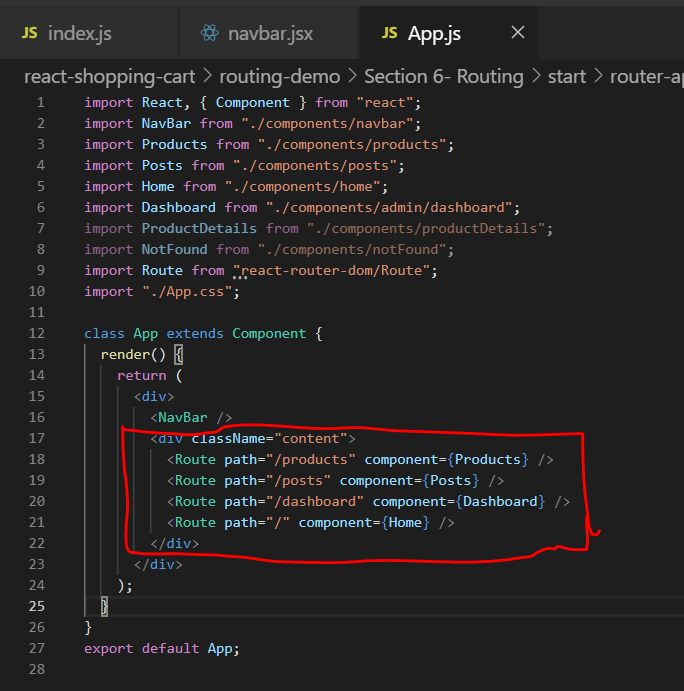 JS index.js navbar.jsx JS App.js ×
react-shopping-cart > routing-demo > Section 6- Routing > start > router-ap
1 import React, { Component } from "react";
2 import NavBar from "./components/navbar";
3 import Products from "./components/products";
4 import Posts from "./components/posts";
5 import Home from "./components/home";
6 import Dashboard from "./components/admin/dashboard";
7 import ProductDetails from "./components/productDetails";
8 import NotFound from "./components/notFound";
9 import Route from "react-router-dom/Route";
10 import "./App.css";
11
12 class App extends Component {
13 render() {
14 return (
15 <div>
16 <NavBar />
17 <div className="content">
18 <Route path="/products" component={Products} />
19 <Route path="/posts" component={Posts} />
20 <Route path="/dashboard" component={Dashboard} />
21 <Route path="/" component={Home} />
22 </div>
23 </div>
24 );
25 }
26 }
27 export default App;
28